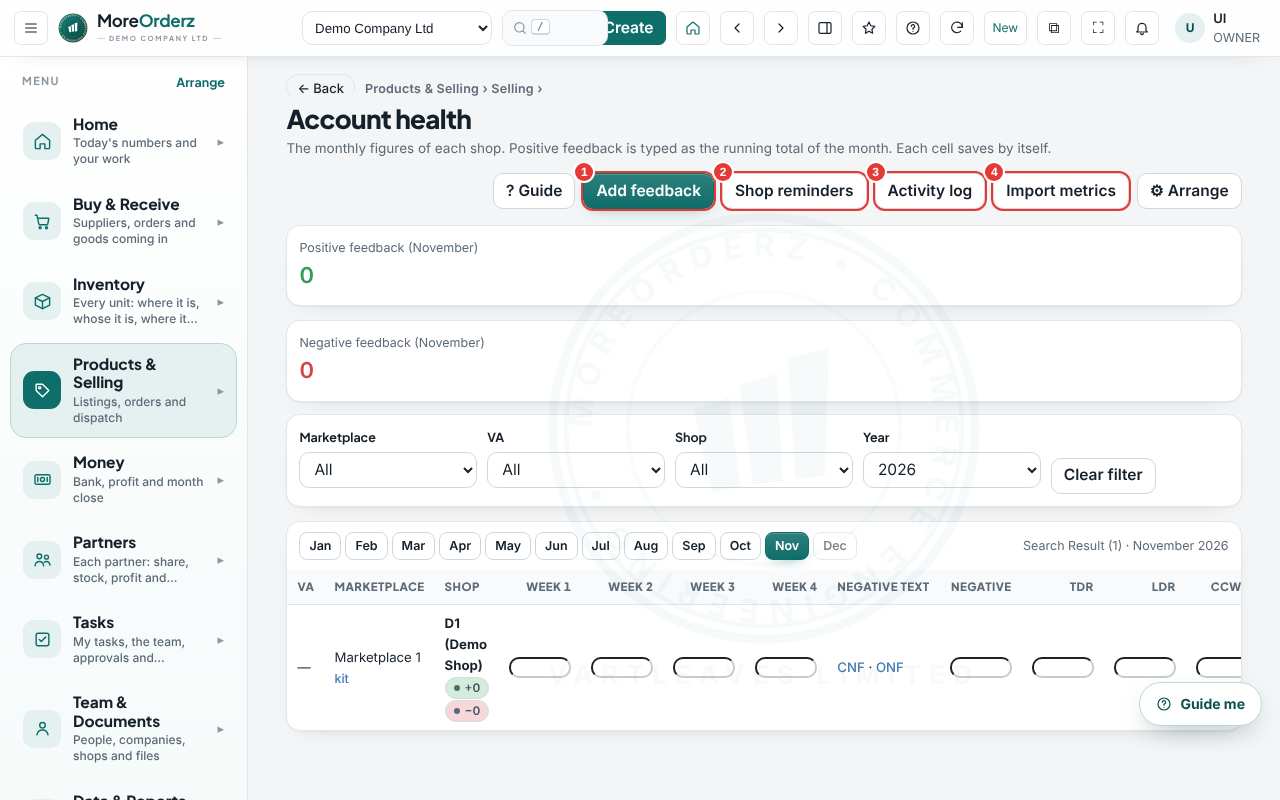 MoreOrderz
— DEMO COMPANY LTD —
Demo Company Ltd
/
Create
New
U
UI
OWNER
MENU
Arrange
Home
Today's numbers and
your work
Buy & Receive
Suppliers, orders and
goods coming in
Inventory
Every unit: where it is,
whose it is, where it...
Products &
Selling
Listings, orders and
dispatch
Money
Bank, profit and month
close
Partners
Each partner: share,
stock, profit and...
Tasks
My tasks, the team,
approvals and...
Team &
Documents
People, companies,
shops and files
Data & Reports
← Back
Products & Selling › Selling ›
Account health
The monthly figures of each shop. Positive feedback is typed as the running total of the month. Each cell saves by itself.
? Guide
1
Add feedback
2
Shop reminders
3
Activity log
4
Import metrics
⚙ Arrange
Positive feedback (November)
0
Negative feedback (November)
0
Marketplace
VA
Shop
Year
All
All
All
2026
Clear filter
Jan Feb Mar Apr May Jun Jul Aug Sep Oct Nov Dec
Search Result (1) · November 2026
VA MARKETPLACE SHOP WEEK 1 WEEK 2 WEEK 3 WEEK 4 NEGATIVE TEXT NEGATIVE TDR LDR CCW
—
Marketplace 1
kit
D1
(Demo
Shop)
+0
−0
CNF · ONF
Guide me
MOREORDERZ • COMMERCE ENGINEERING •
VARTLEAVES LIMITED